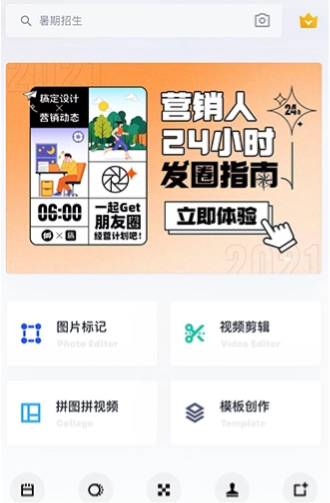 暑期招生
2021
搞定设计
×
营销动态
营销人
24小时
发圈指南
24h
06:00
一起Get
朋友圈
经营计划吧！
立即体验
2021
图片标记
Photo Editor
视频剪辑
Video Editor
拼图拼视频
Collage
模板创作
Template